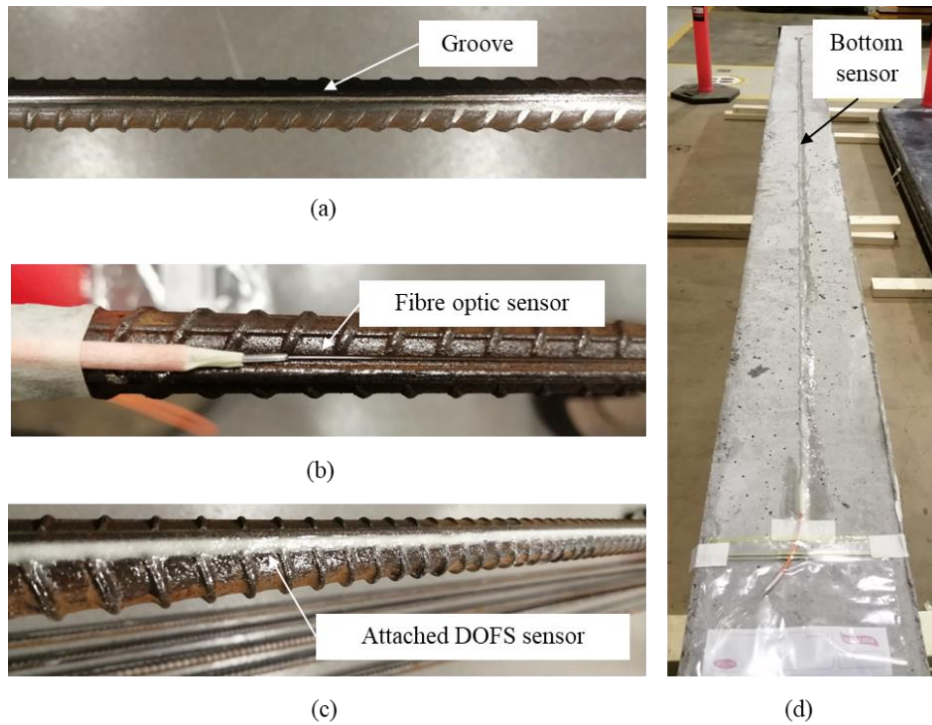 Groove
(a)
Fibre optic sensor
(b)
Attached DOFS sensor
(c)
Bottom
sensor
(d)